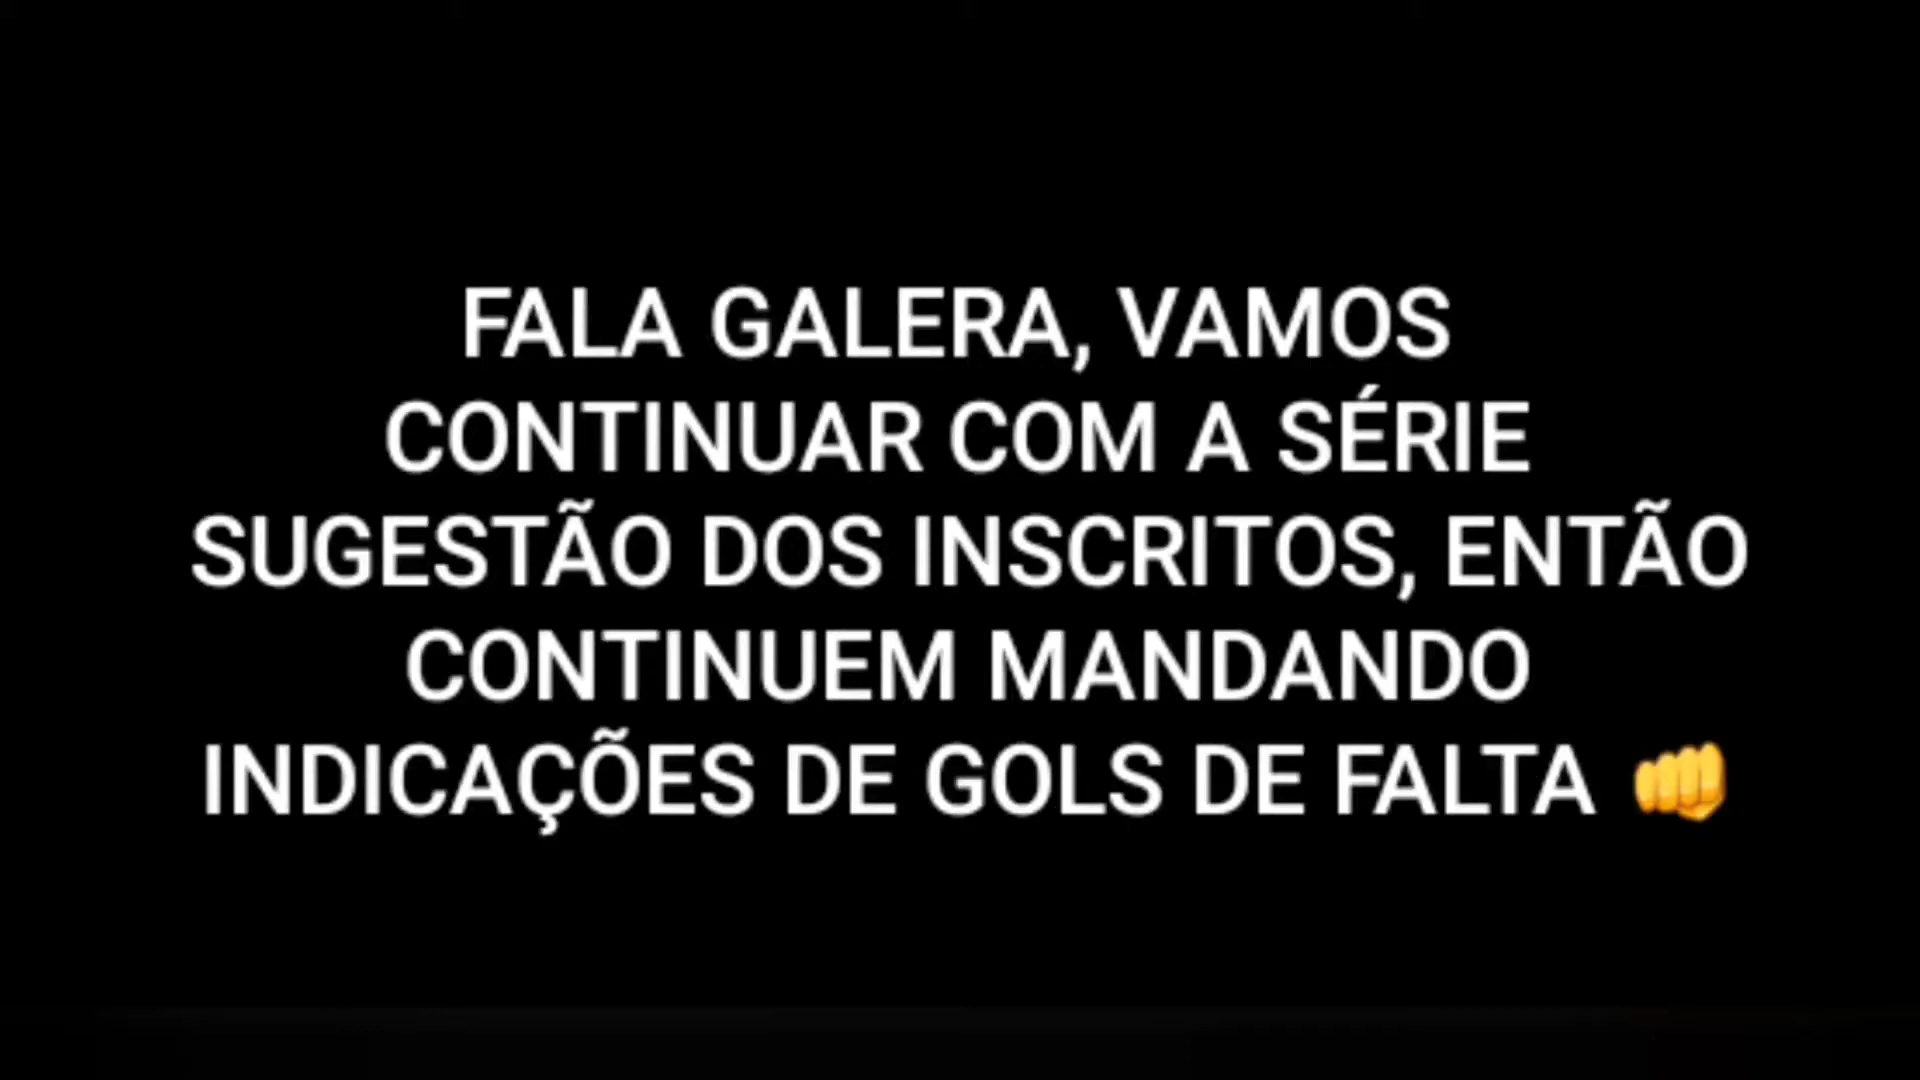 FALA GALERA, VAMOS
CONTINUAR COM A SÉRIE
SUGESTÃO DOS INSCRITOS, ENTÃO
CONTINUEM MANDANDO
INDICAÇÕES DE GOLS DE FALTA 👊